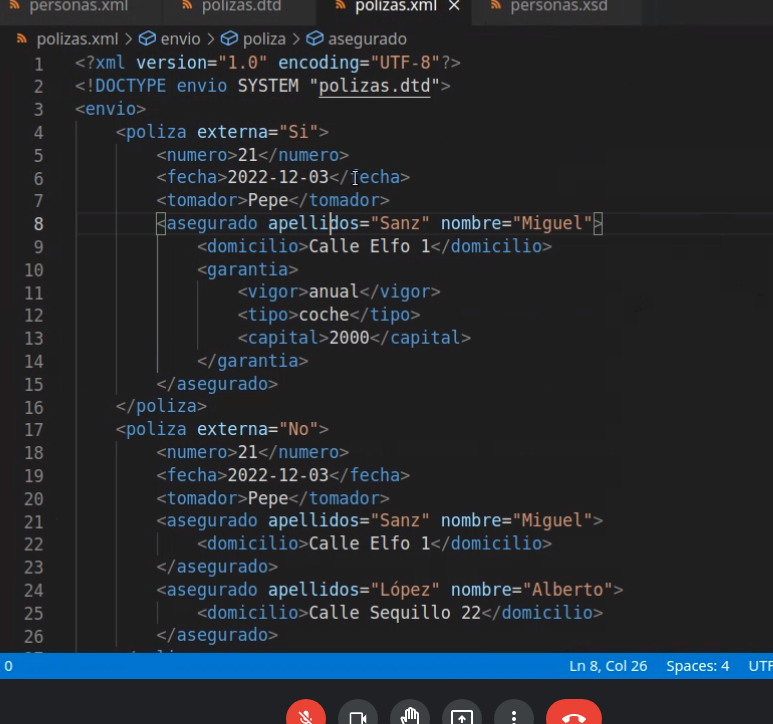 personas.xml polizas.dtd polizas.xml personas.xsd
polizas.xml > envio > poliza > asegurado
1 <?xml version="1.0" encoding="UTF-8"?>
2 <!DOCTYPE envio SYSTEM "polizas.dtd">
3 <envio>
4 <poliza externa="Si">
5 <numero>21</numero>
6 <fecha>2022-12-03</fecha>
7 <tomador>Pepe</tomador>
8 <asegurado apellidos="Sanz" nombre="Miguel">
9 <domicilio>Calle Elfo 1</domicilio>
10 <garantia>
11 <vigor>anual</vigor>
12 <tipo>coche</tipo>
13 <capital>2000</capital>
14 </garantia>
15 </asegurado>
16 </poliza>
17 <poliza externa="No">
18 <numero>21</numero>
19 <fecha>2022-12-03</fecha>
20 <tomador>Pepe</tomador>
21 <asegurado apellidos="Sanz" nombre="Miguel">
22 <domicilio>Calle Elfo 1</domicilio>
23 </asegurado>
24 <asegurado apellidos="López" nombre="Alberto">
25 <domicilio>Calle Sequillo 22</domicilio>
26 </asegurado>
0 Ln 8, Col 26 Spaces: 4 UTF